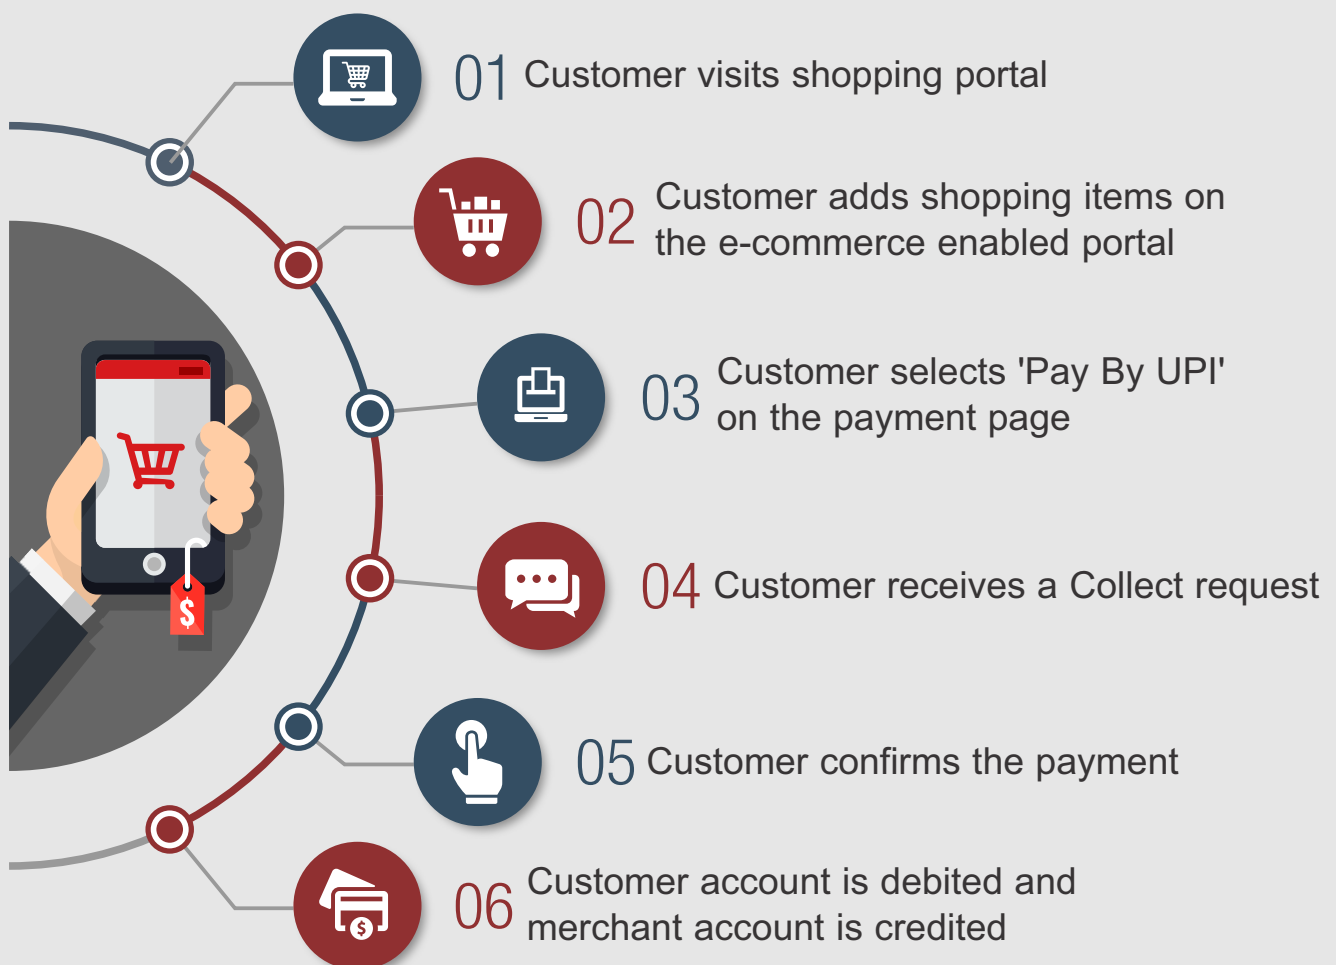 01 Customer visits shopping portal
02 Customer adds shopping items on
the e-commerce enabled portal
03 Customer selects 'Pay By UPI'
on the payment page
04 Customer receives a Collect request
$
05 Customer confirms the payment
06 Customer account is debited and
merchant account is credited
$